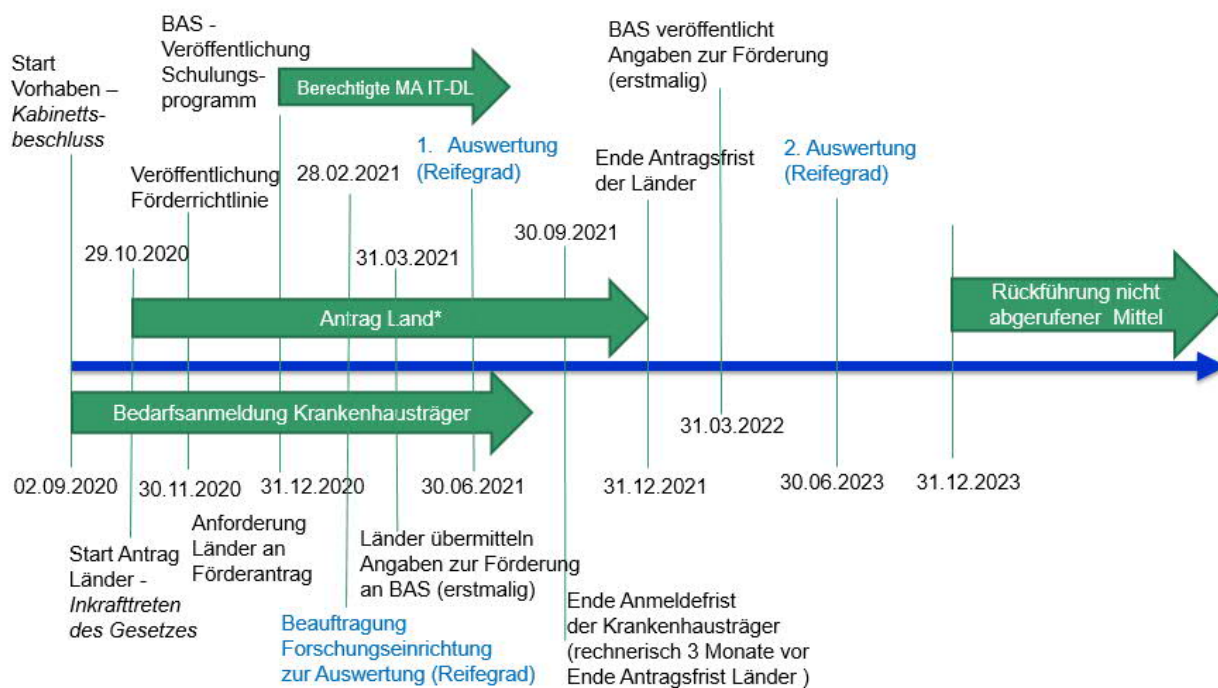 BAS -
Veröffentlichung
Schulungs-
programm
Start
Vorhaben –
Kabinetts-
beschluss
Berechtigte MA IT-DL
BAS veröffentlicht
Angaben zur Förderung
(erstmalig)
Veröffentlichung
Förderrichtlinie
28.02.2021
1. Auswertung
(Reifegrad)
Ende Antragsfrist
der Länder
2. Auswertung
(Reifegrad)
29.10.2020
31.03.2021
30.09.2021
Antrag Land*
Rückführung nicht
abgerufener Mittel
Bedarfsanmeldung Krankenhausträger
31.03.2022
02.09.2020
30.11.2020
31.12.2020
30.06.2021
31.12.2021
30.06.2023
31.12.2023
Start Antrag
Länder -
Inkrafttreten
des Gesetzes
Anforderung
Länder an
Förderantrag
Länder übermitteln
Angaben zur Förderung
an BAS (erstmalig)
Beauftragung
Forschungseinrichtung
zur Auswertung (Reifegrad)
Ende Anmeldefrist
der Krankenhausträger
(rechnerisch 3 Monate vor
Ende Antragsfrist Länder )